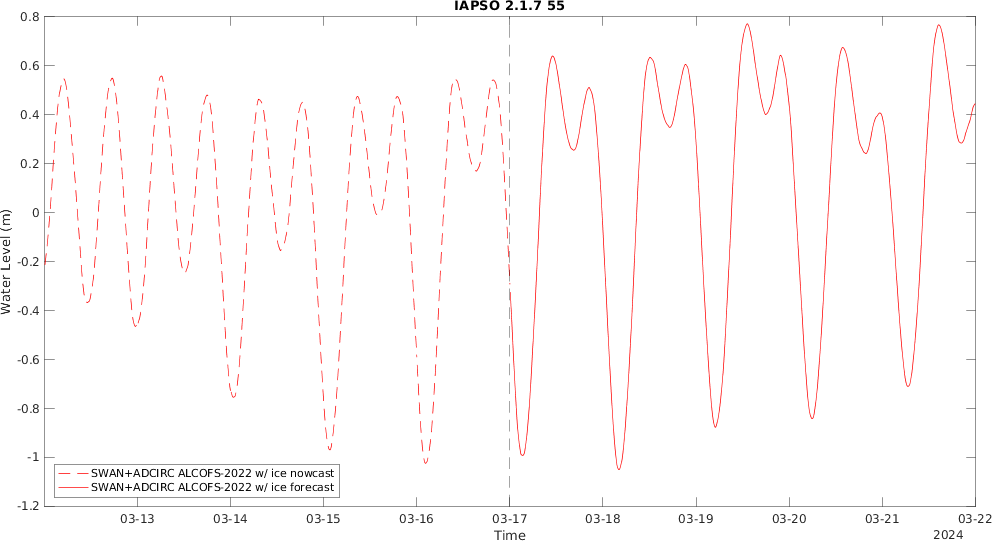 IAPSO 2.1.7 55
0.8
0.6
0.4
0.2
0
-0.2
-0.4
-0.6
-0.8
-1
-1.2
Water Level (m)
SWAN+ADCIRC ALCOFS-2022 w/ ice nowcast
SWAN+ADCIRC ALCOFS-2022 w/ ice forecast
03-13 03-14 03-15 03-16 03-17 03-18 03-19 03-20 03-21 03-22
Time
2024